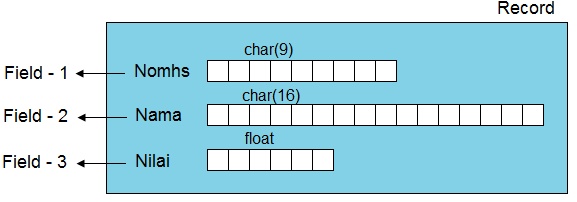 Record
char(9)
Field - 1 Nomhs
char(16)
Field - 2 Nama
float
Field - 3 Nilai